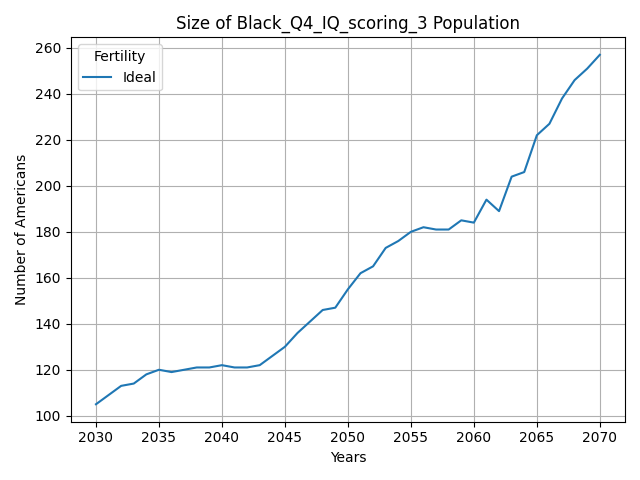 Size of Black_Q4_IQ_scoring_3 Population
Fertility
Ideal
Number of Americans
260
240
220
200
180
160
140
120
100
2030 2035 2040 2045 2050 2055 2060 2065 2070
Years